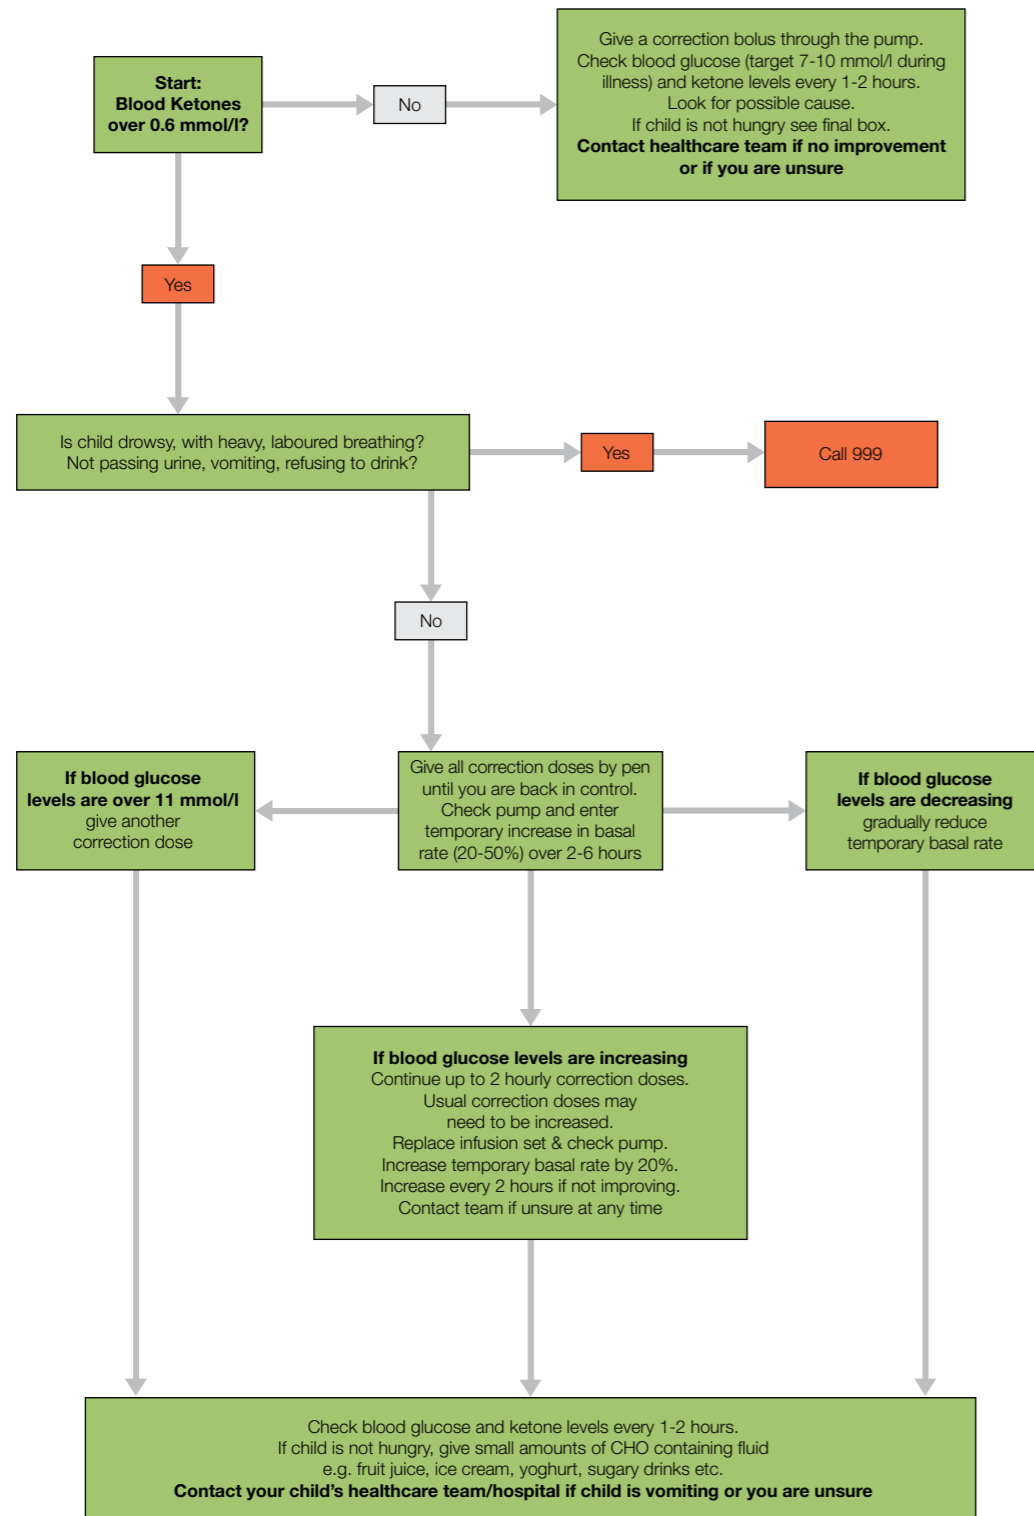 Start:
Blood Ketones
over 0.6 mmol/l?
No
Give a correction bolus through the pump.
Check blood glucose (target 7-10 mmol/l during
illness) and ketone levels every 1-2 hours.
Look for possible cause.
If child is not hungry see final box.
Contact healthcare team if no improvement
or if you are unsure
Yes
Is child drowsy, with heavy, laboured breathing?
Not passing urine, vomiting, refusing to drink?
Yes
Call 999
No
If blood glucose
levels are over 11 mmol/l
give another
correction dose
Give all correction doses by pen
until you are back in control.
Check pump and enter
temporary increase in basal
rate (20-50%) over 2-6 hours
If blood glucose
levels are decreasing
gradually reduce
temporary basal rate
If blood glucose levels are increasing
Continue up to 2 hourly correction doses.
Usual correction doses may
need to be increased.
Replace infusion set & check pump.
Increase temporary basal rate by 20%.
Increase every 2 hours if not improving.
Contact team if unsure at any time
Check blood glucose and ketone levels every 1-2 hours.
If child is not hungry, give small amounts of CHO containing fluid
e.g. fruit juice, ice cream, yoghurt, sugary drinks etc.
Contact your child's healthcare team/hospital if child is vomiting or you are unsure